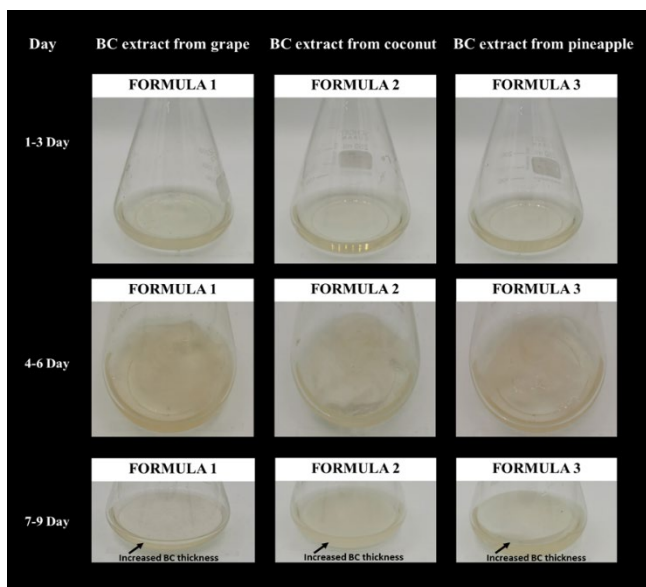 Day
BC extract from grape
BC extract from coconut
BC extract from pineapple
1-3 Day
FORMULA 1
FORMULA 2
FORMULA 3
4-6 Day
FORMULA 1
FORMULA 2
FORMULA 3
7-9 Day
FORMULA 1
FORMULA 2
FORMULA 3
Increased BC thickness
Increased BC thickness
Increased BC thickness